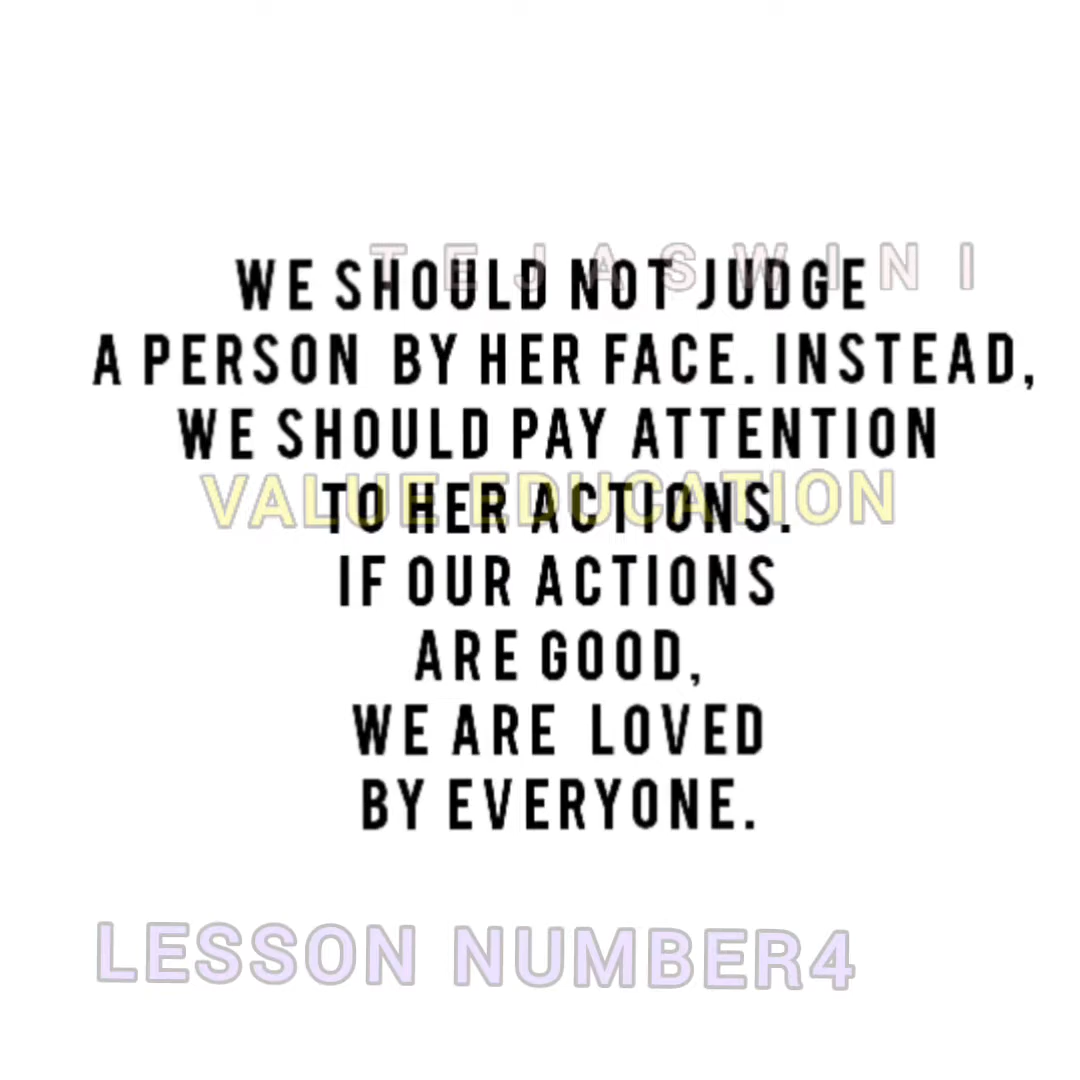 TEJASWINI
WE SHOULD NOT JUDGE
A PERSON BY HER FACE. INSTEAD,
WE SHOULD PAY ATTENTION
VALUE EDUCATION
TO HER ACTIONS.
IF OUR ACTIONS
ARE GOOD,
WE ARE LOVED
BY EVERYONE.
LESSON NUMBER4